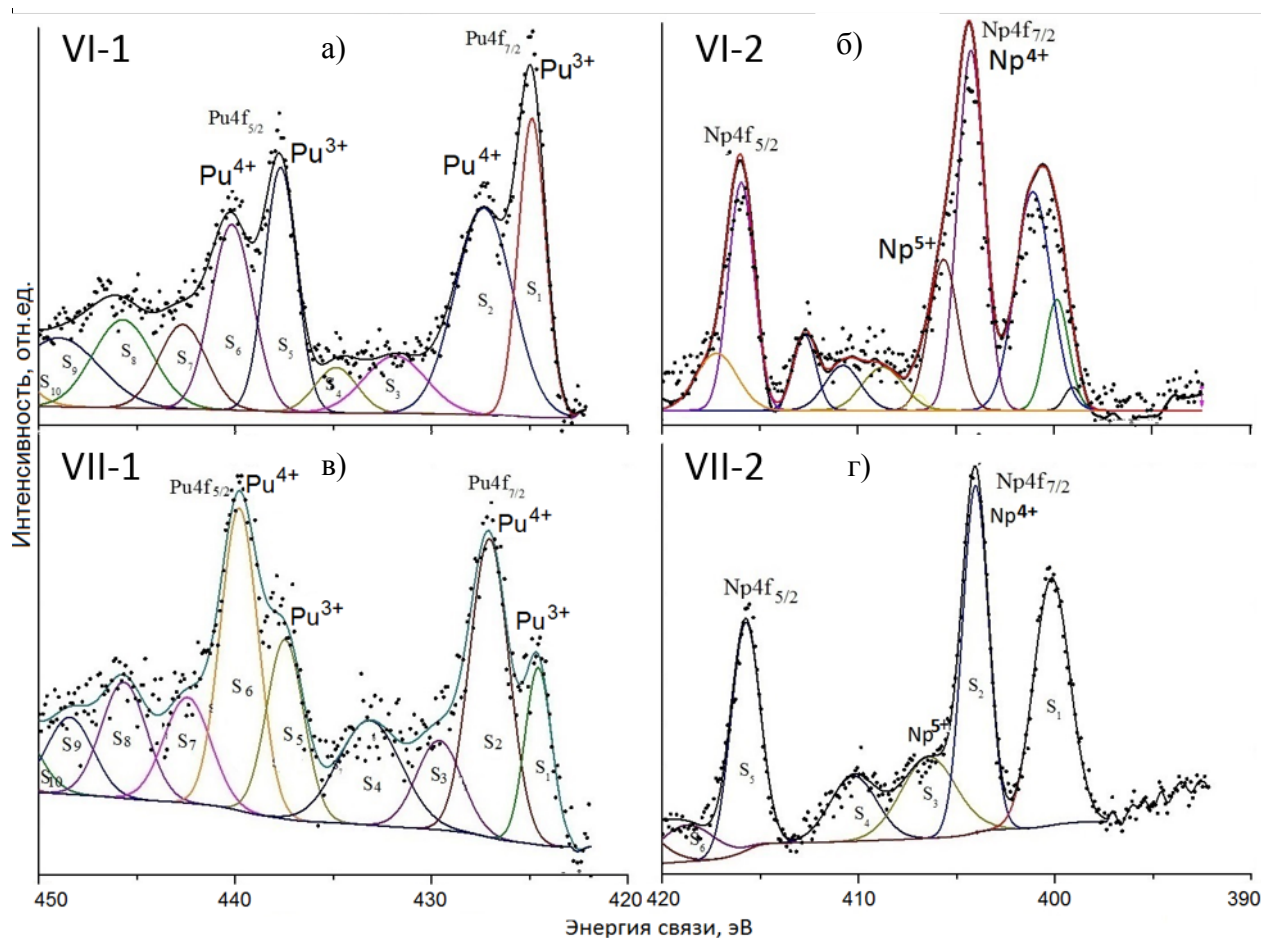 VI-1
а)
Pu4f7/2
Pu3+
Pu4f5/2
Pu4+
Pu3+
Pu4+
S10
S9
S8
S7
S6
S5
S4
S3
S2
S1
VI-2
б)
Np4f7/2
Np4+
Np4f5/2
Np5+
VII-1
в)
Pu4f5/2
Pu4+
Pu3+
Pu4f7/2
Pu4+
Pu3+
S10
S9
S8
S7
S6
S5
S4
S3
S2
S1
450
440
430
420
VII-2
г)
Np4f7/2
Np4+
Np4f5/2
Np5+
S6
S5
S4
S3
S2
S1
420
410
400
390
Интенсивность, отн.ед.
Энергия связи, эВ